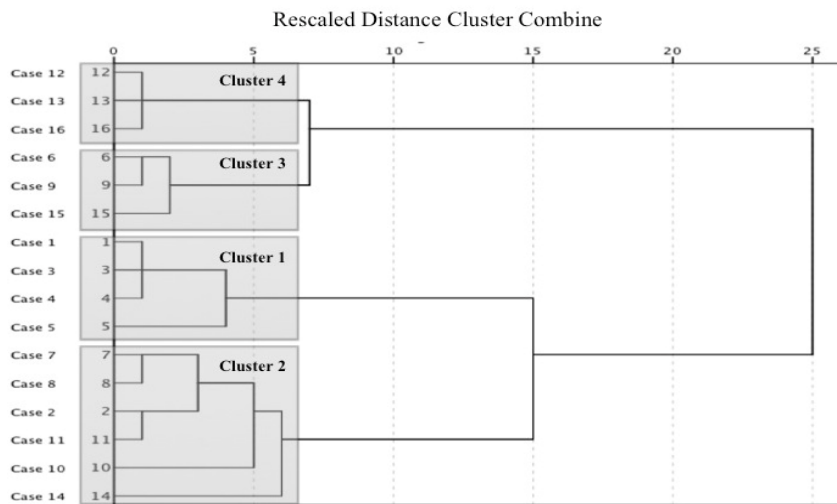 Rescaled Distance Cluster Combine
0 5 10 15 20 25
Case 12 12 Cluster 4
Case 13 13
Case 16 16
Case 6 6 Cluster 3
Case 9 9
Case 15 15
Case 1 1 Cluster 1
Case 3 3
Case 4 4
Case 5 5
Case 7 7 Cluster 2
Case 8 8
Case 2 2
Case 11 11
Case 10 10
Case 14 14